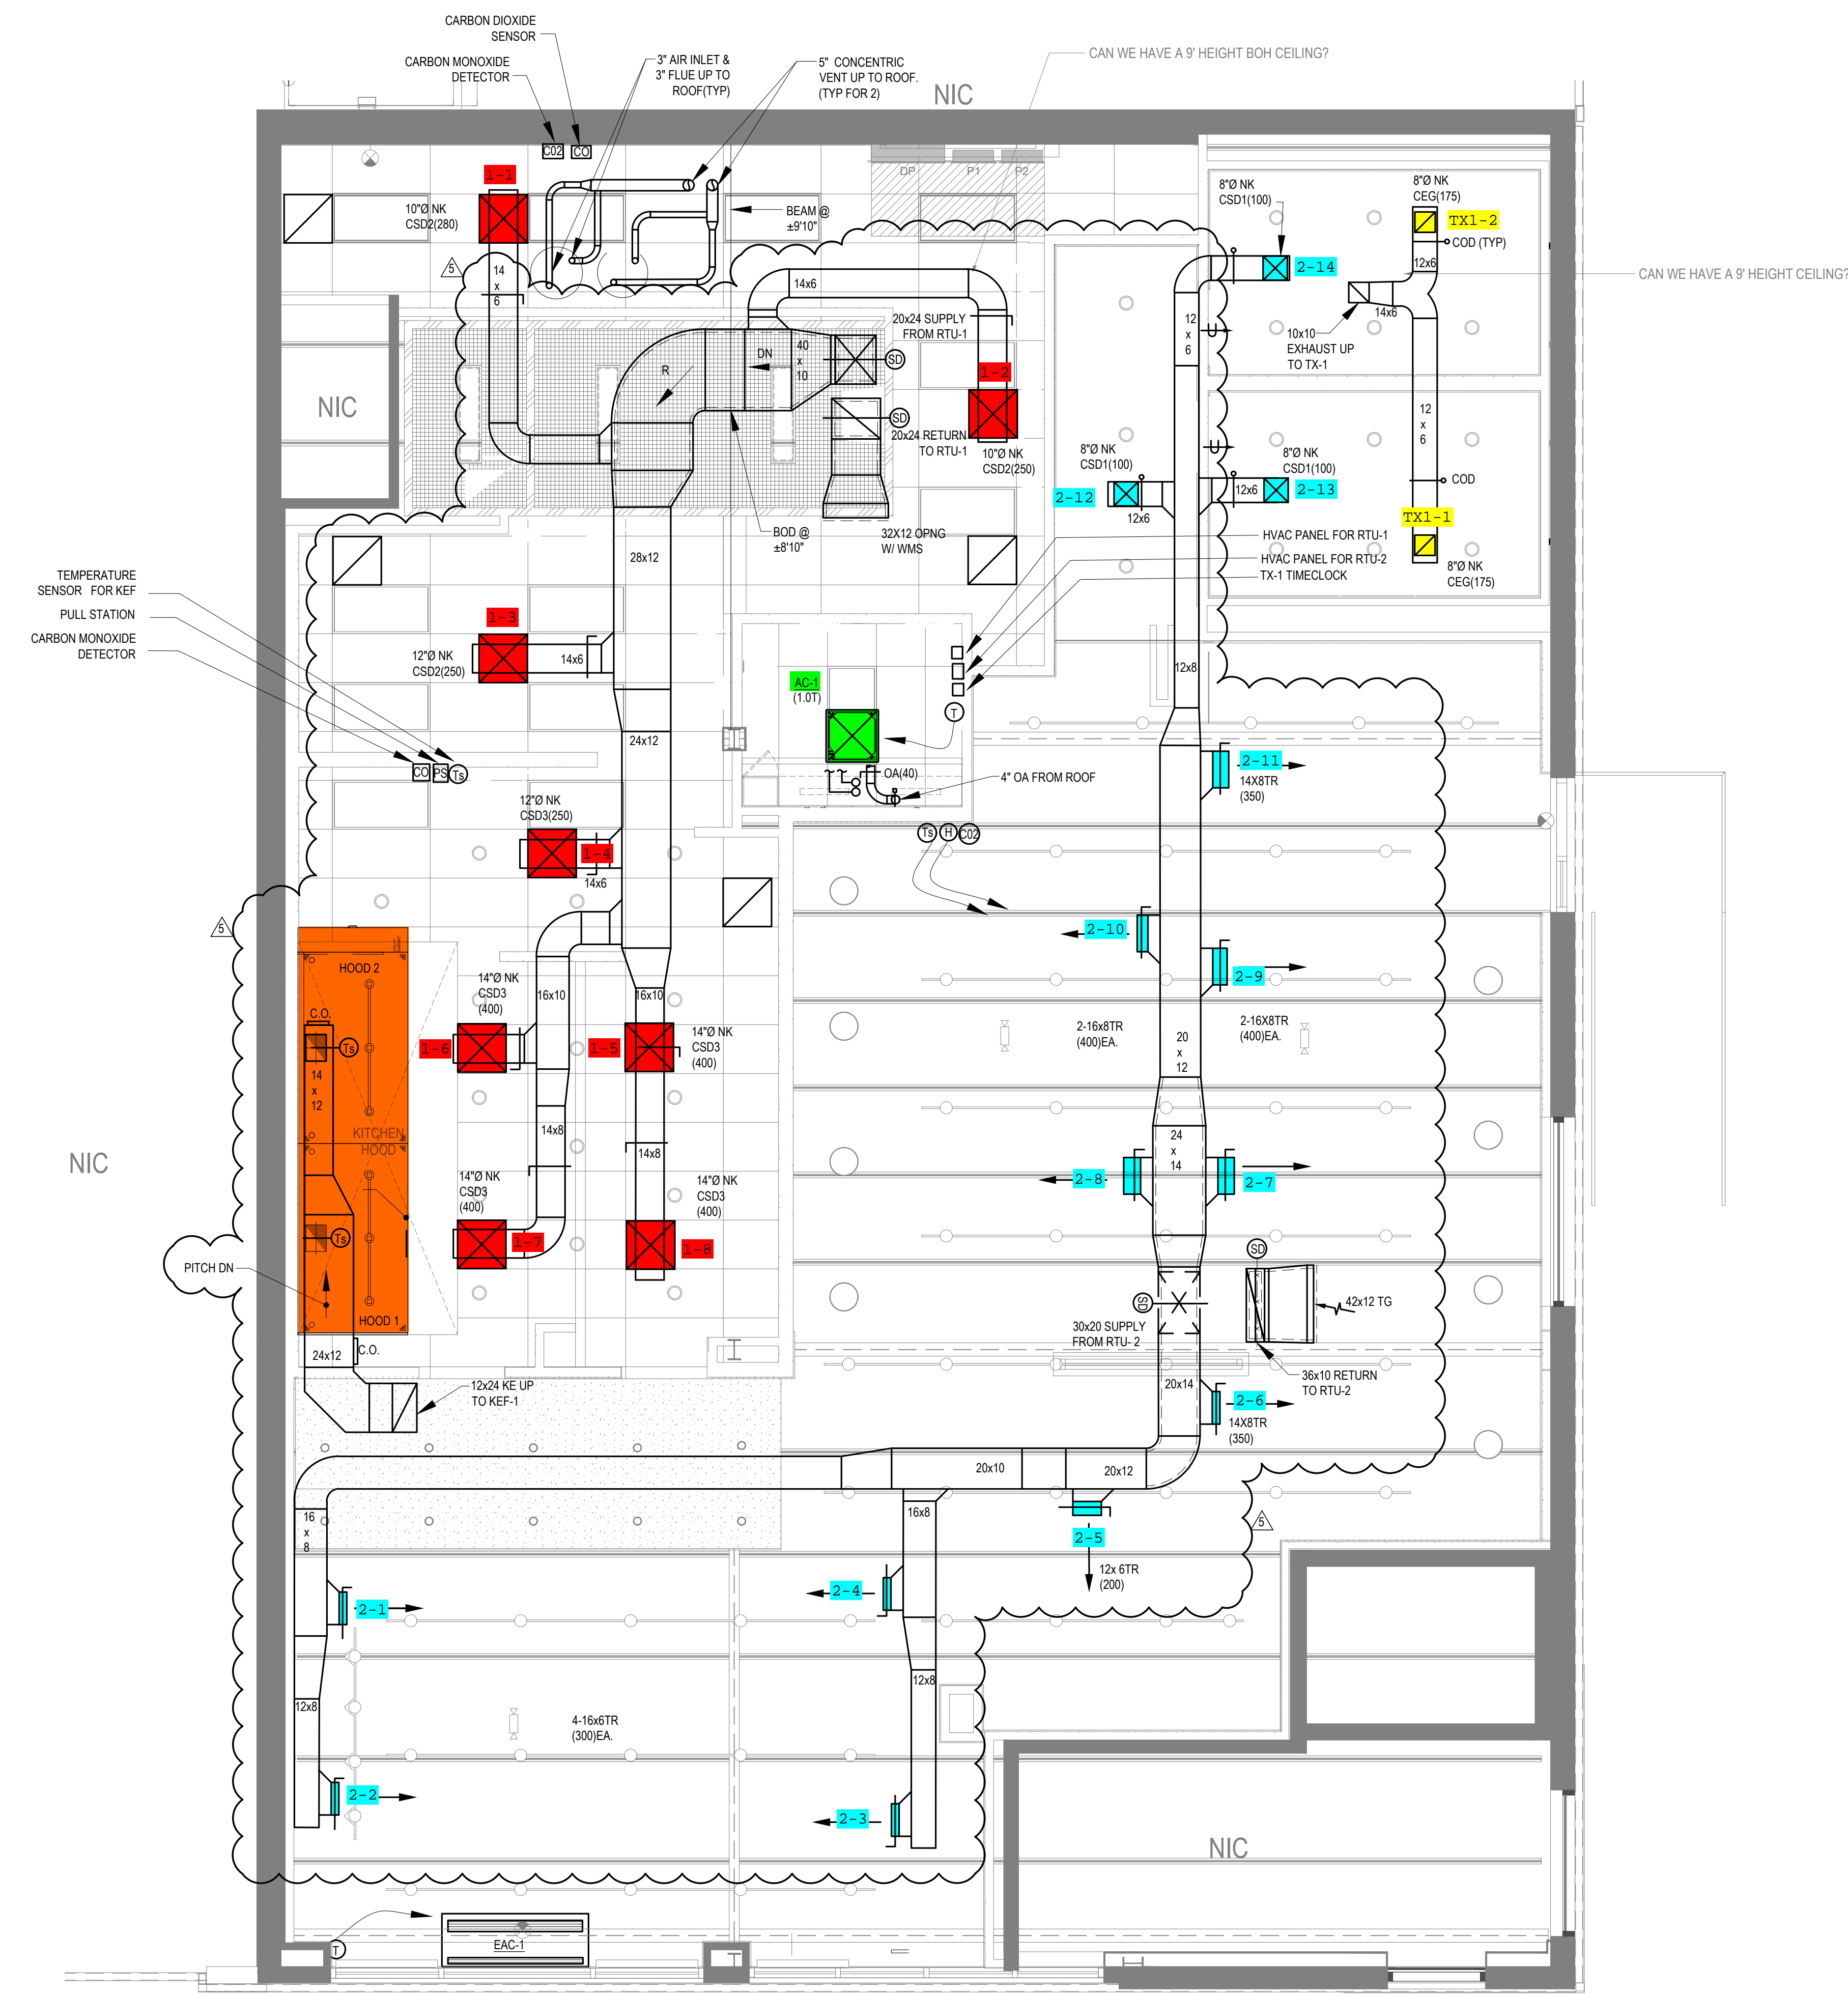 CARBON DIOXIDE
SENSOR
CARBON MONOXIDE
DETECTOR
3" AIR INLET &
3" FLUE UP TO
ROOF(TYP)
5" CONCENTRIC
VENT UP TO ROOF.
(TYP FOR 2)
NIC
CAN WE HAVE A 9' HEIGHT BOH CEILING?
C02
CO
1-1
10"Ø NK
CSD2(280)
BEAM @
±9'10"
DP
P1
P2
8"Ø NK
CSD1(100)
8"Ø NK
CEG(175)
TX1-2
COD (TYP)
2-14
12x6
CAN WE HAVE A 9' HEIGHT CEILING?
5
14
x
6
14x6
14x6
20x24 SUPPLY
FROM RTU-1
12
x
6
10x10
EXHAUST UP
TO TX-1
NIC
R
DN
40
x
10
SD
1-2
SD
20x24 RETURN
TO RTU-1
10"Ø NK
CSD2(250)
12
x
6
8"Ø NK
CSD1(100)
8"Ø NK
CSD1(100)
COD
2-12
12x6
12x6
2-13
TX1-1
BOD @
±8'10"
32X12 OPNG
W/ WMS
HVAC PANEL FOR RTU-1
HVAC PANEL FOR RTU-2
TX-1 TIMECLOCK
8"Ø NK
CEG(175)
28x12
TEMPERATURE
SENSOR FOR KEF
PULL STATION
CARBON MONOXIDE
DETECTOR
1-3
12"Ø NK
CSD2(250)
14x6
12x8
AC-1
(1.0T)
T
24x12
CO
PS
Ts
OA(40)
4" OA FROM ROOF
2-11
14X8TR
(350)
12"Ø NK
CSD3(250)
1-4
14x6
Ts
H
C02
5
2-10
2-9
HOOD 2
14"Ø NK
CSD3
(400)
16x10
16x10
C.O.
Ts
14
x
12
1-6
1-5
14"Ø NK
CSD3
(400)
2-16x8TR
(400)EA.
20
x
12
2-16X8TR
(400)EA.
KITCHEN
HOOD
14x8
14x8
24
x
14
NIC
14"Ø NK
CSD3
(400)
14"Ø NK
CSD3
(400)
2-8
2-7
Ts
1-7
1-8
PITCH DN
SD
SD
42x12 TG
HOOD 1
30x20 SUPPLY
FROM RTU- 2
24x12
C.O.
12x24 KE UP
TO KEF-1
20x14
36x10 RETURN
TO RTU-2
2-6
14X8TR
(350)
20x10
20x12
16
x
8
16x8
5
2-5
12x 6TR
(200)
2-1
2-4
12x8
12x8
4-16x6TR
(300)EA.
2-2
2-3
NIC
T
EAC-1